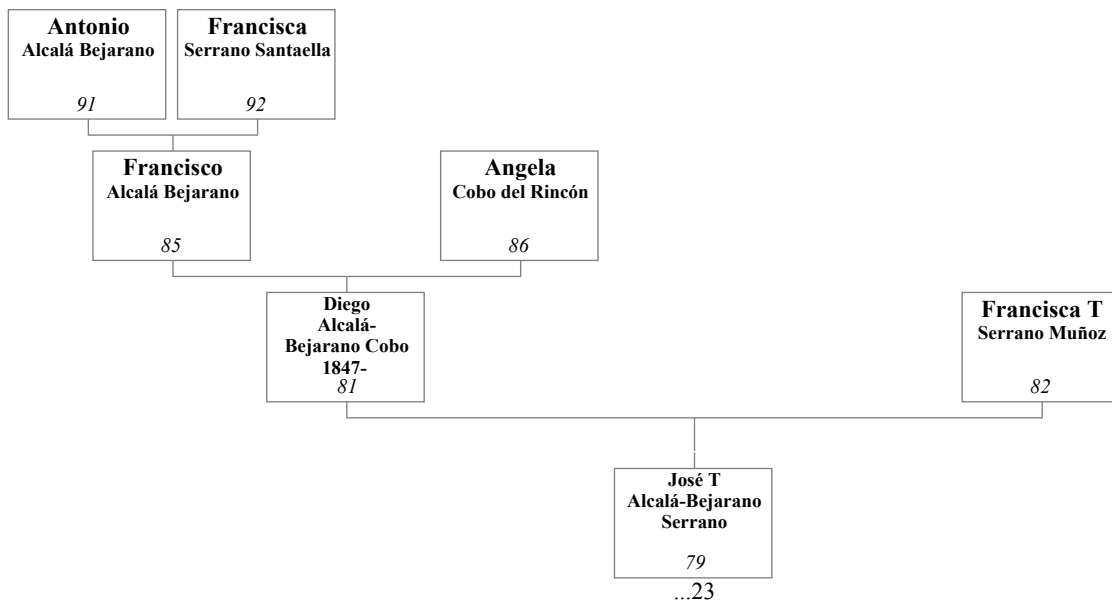 Antonio
Alcalá Bejarano
91
Francisca
Serrano Santaella
92
Francisco
Alcalá Bejarano
85
Angela
Cobo del Rincón
86
Diego
Alcalá-
Bejarano Cobo
1847-
81
Francisca T
Serrano Muñoz
82
José T
Alcalá-Bejarano
Serrano
79
...23